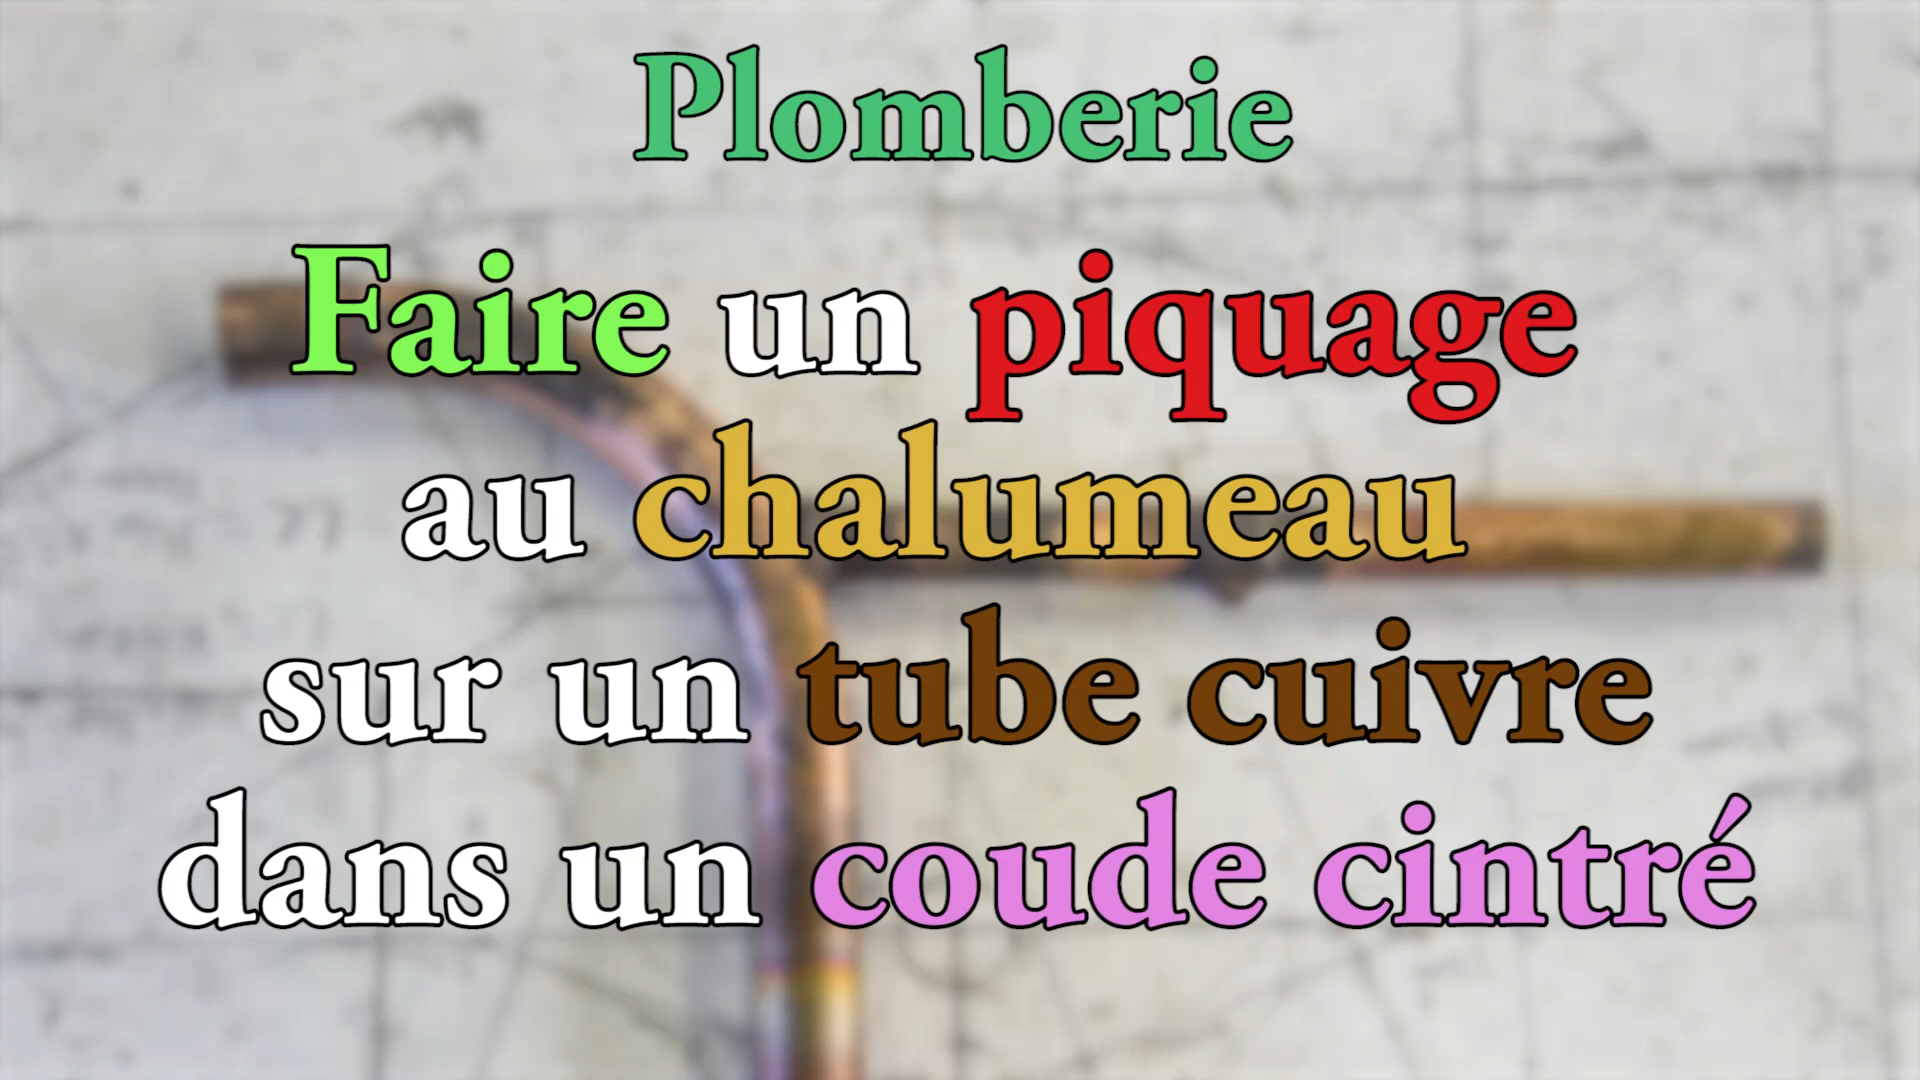 Plomberie
Faire un piquage
au chalumeau
sur un tube cuivre
dans un coude cintré